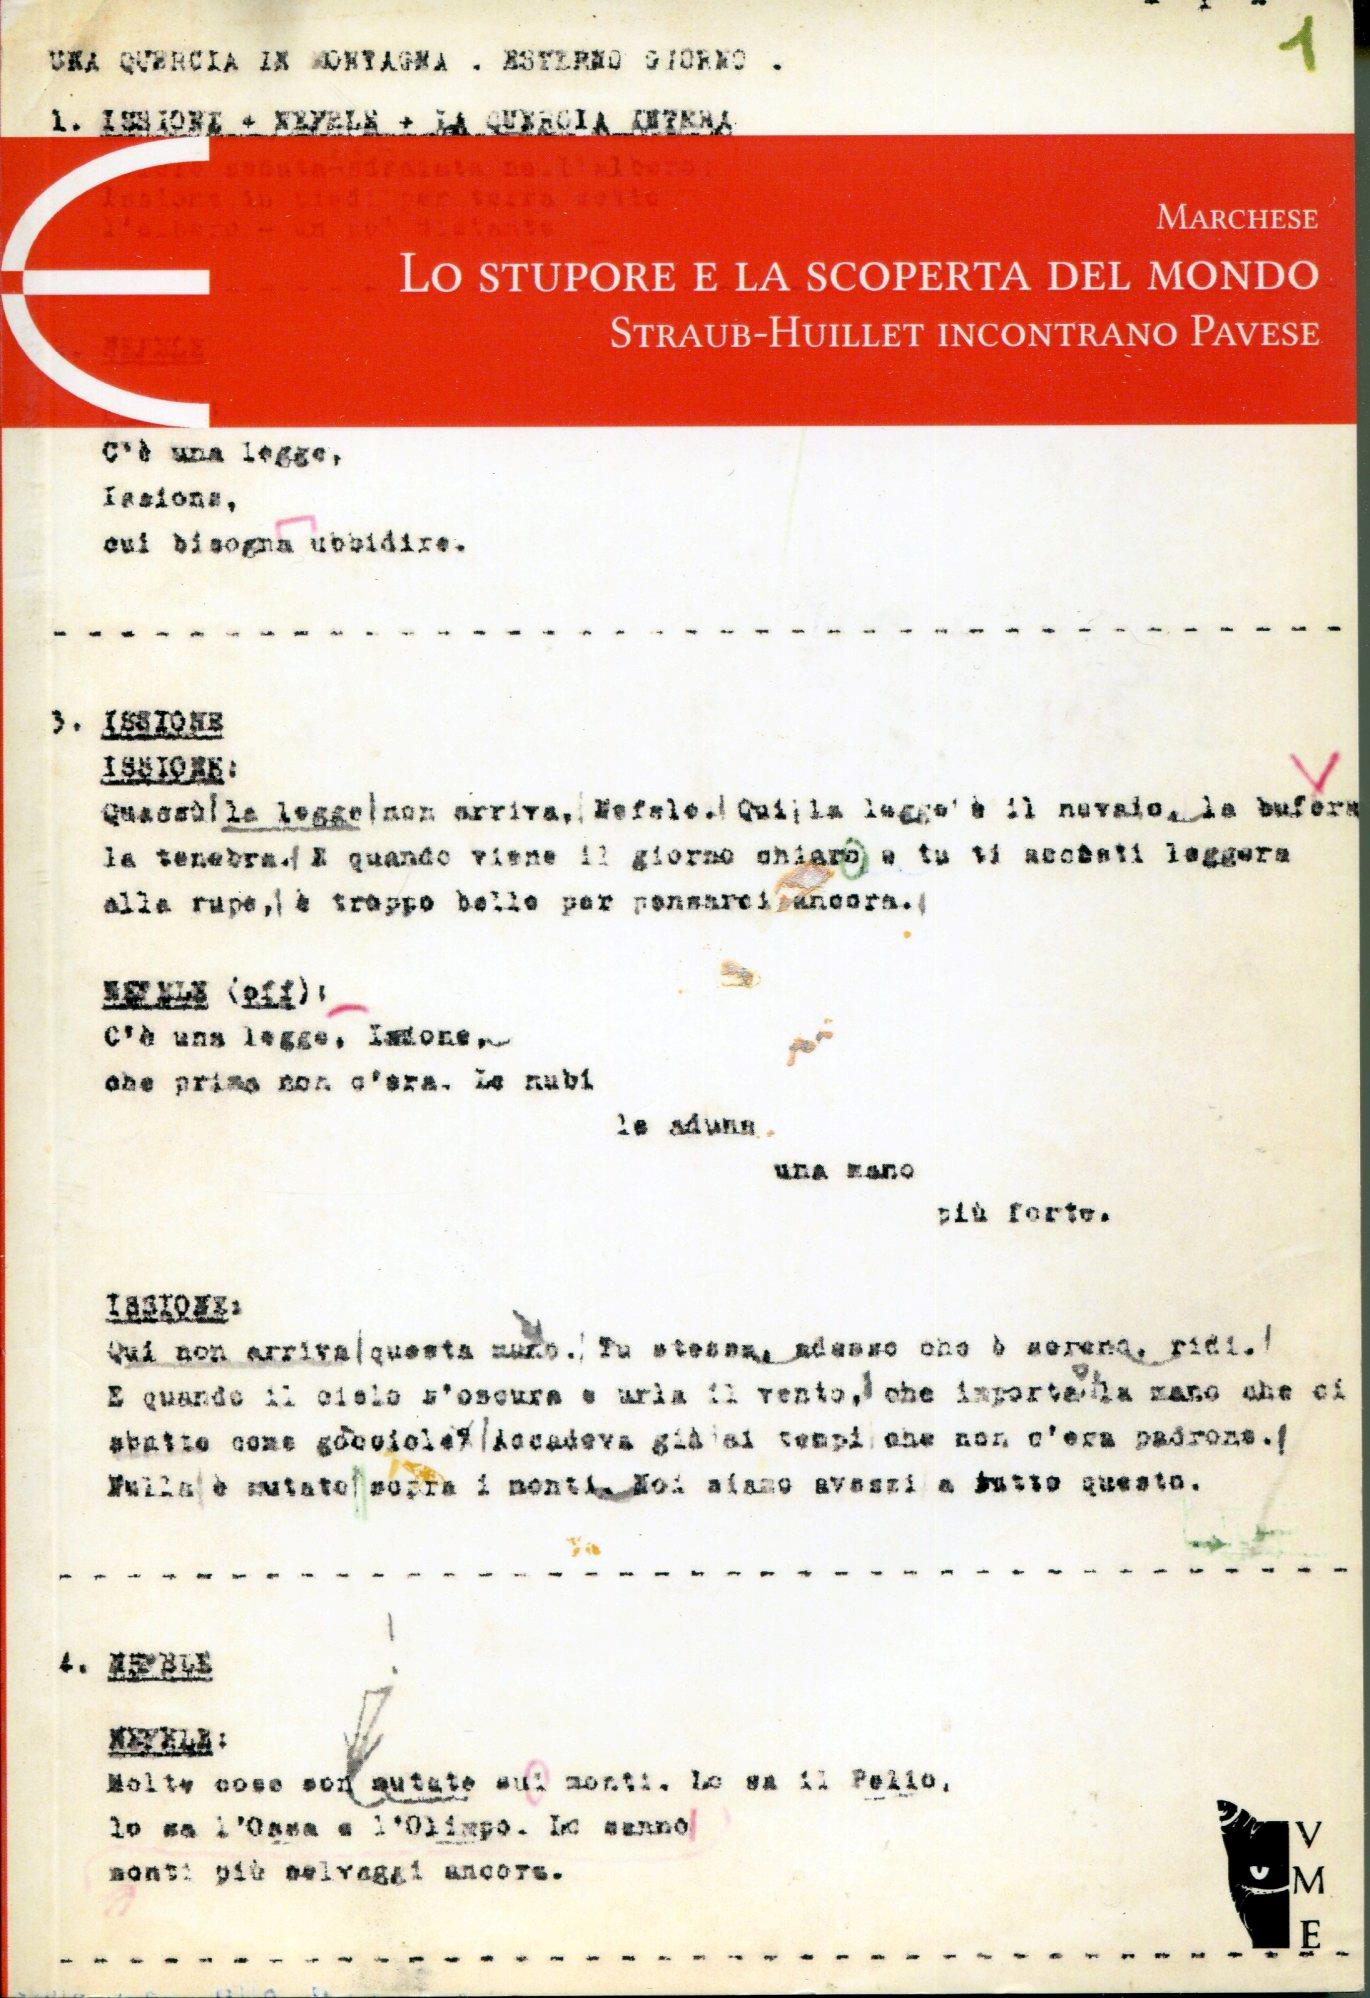 1
UNA QUERCIA IN MONTAGNA . ESTERNO GIORNO .
1. ISSIONE + NEFELE + LA QUERCIA INTERA
Issione in piedi per terra sotto
NEFELE
MARCHESE
LO STUPORE E LA SCOPERTA DEL MONDO
STRAUB-HUILLET INCONTRANO PAVESE
C'è una legge,
Issione,
cui bisogna ubbidire.
3. ISSIONE
ISSIONE:
Quassù la legge non arriva, Nefele. Qui la legge è il nevaio, la bufera
la tenebra. E quando viene il giorno chiaro e tu ti accosti leggera
alla rupe, è troppo bello per pensarci ancora.
NEFELE (off):
C'è una legge, Issione,
che prima non c'era. Le nubi
le aduna
una mano
più forte.
ISSIONE:
Qui non arriva questa mano. Tu stessa, adesso che è sereno, ridi.
E quando il cielo s'oscura e urla il vento, che importa la mano che ci
sbatte come gocciole? Accadeva già ai tempi che non c'era padrone.
Nulla è mutato sopra i monti. Noi siamo avvezzi a tutto questo.
4. NEFELE
NEFELE:
Molte cose son mutate sui monti. Lo sa il Pelio,
lo sa l'Ossa e l'Olimpo. Lo sanno
monti più selvaggi ancora.
V
M
E